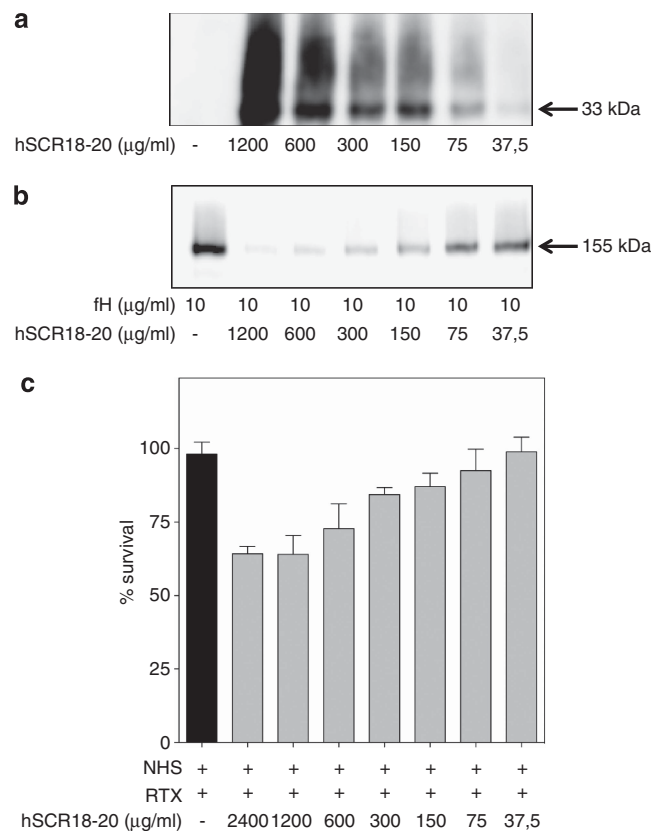 a
33 kDa
hSCR18-20 (μg/ml) - 1200 600 300 150 75 37,5
b
155 kDa
fH (μg/ml) 10 10 10 10 10 10 10
hSCR18-20 (μg/ml) - 1200 600 300 150 75 37,5
c
% survival
100
75
50
25
0
NHS + + + + + + + +
RTX + + + + + + + +
hSCR18-20 (μg/ml) - 2400 1200 600 300 150 75 37,5